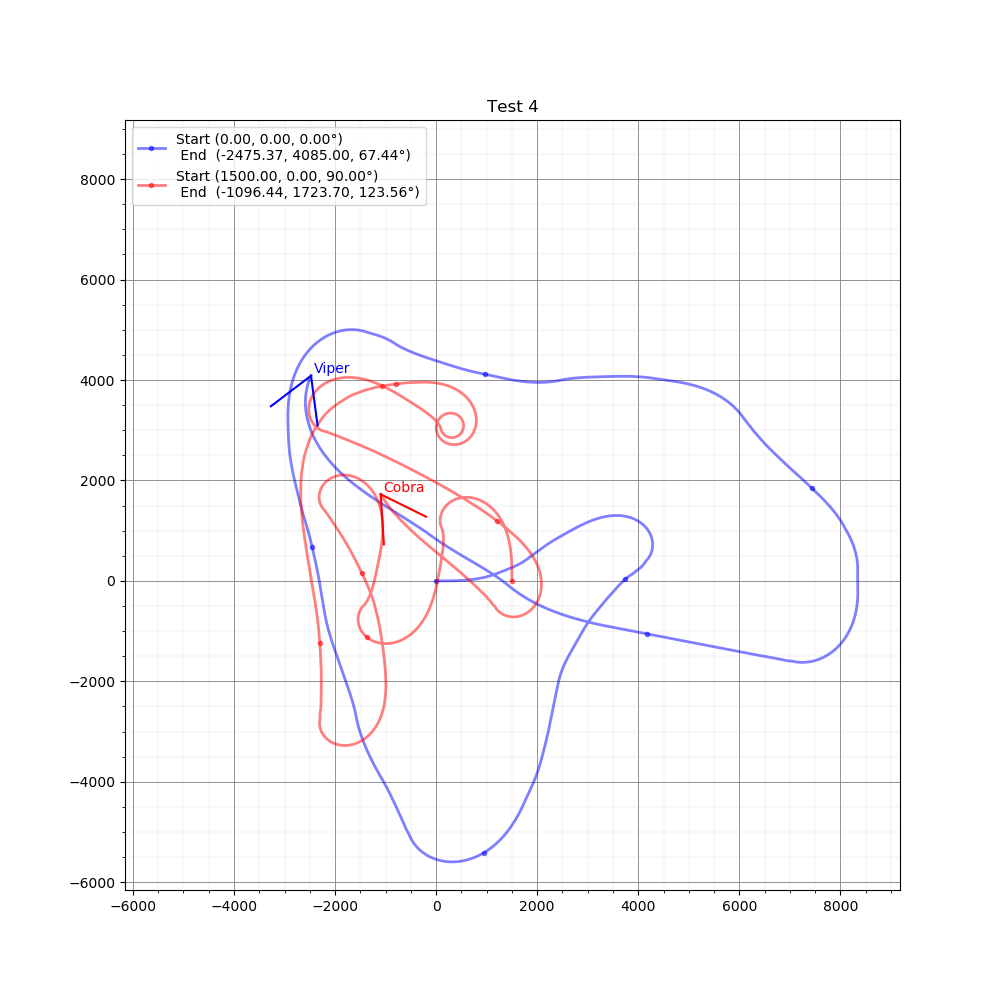 Test 4
Start (0.00, 0.00, 0.00°)
End  (-2475.37, 4085.00, 67.44°)
Start (1500.00, 0.00, 90.00°)
End  (-1096.44, 1723.70, 123.56°)
8000
6000
4000
2000
0
−2000
−4000
−6000
Viper
Cobra
−6000 −4000 −2000 0 2000 4000 6000 8000